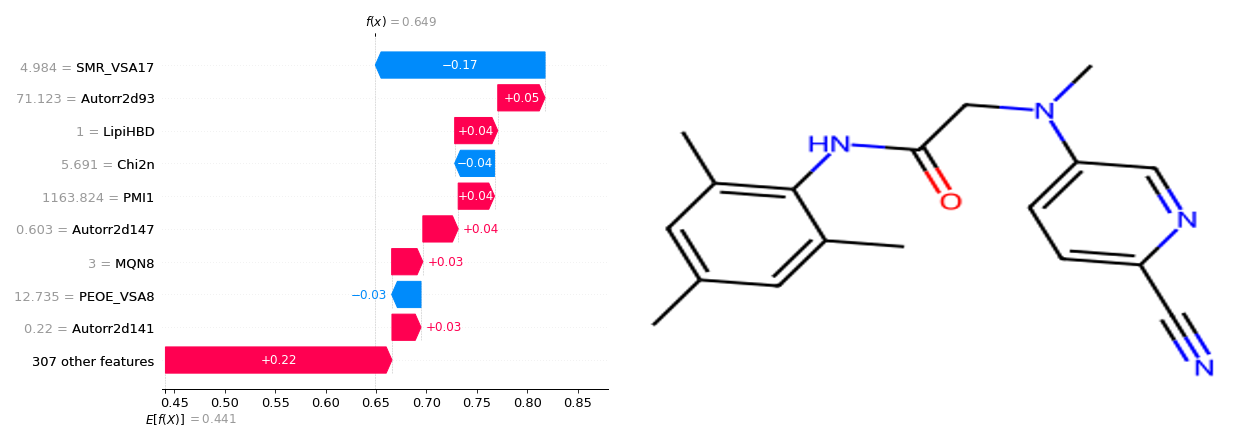 f(x) = 0.649
4.984 = SMR_VSA17
−0.17
71.123 = Autorr2d93
+0.05
1 = LipiHBD
+0.04
5.691 = Chi2n
−0.04
1163.824 = PMI1
+0.04
0.603 = Autorr2d147
+0.04
3 = MQN8
+0.03
12.735 = PEOE_VSA8
−0.03
0.22 = Autorr2d141
+0.03
307 other features
+0.22
0.45 0.50 0.55 0.60 0.65 0.70 0.75 0.80 0.85
E[f(X)] = 0.441
N
HN
O
N
N